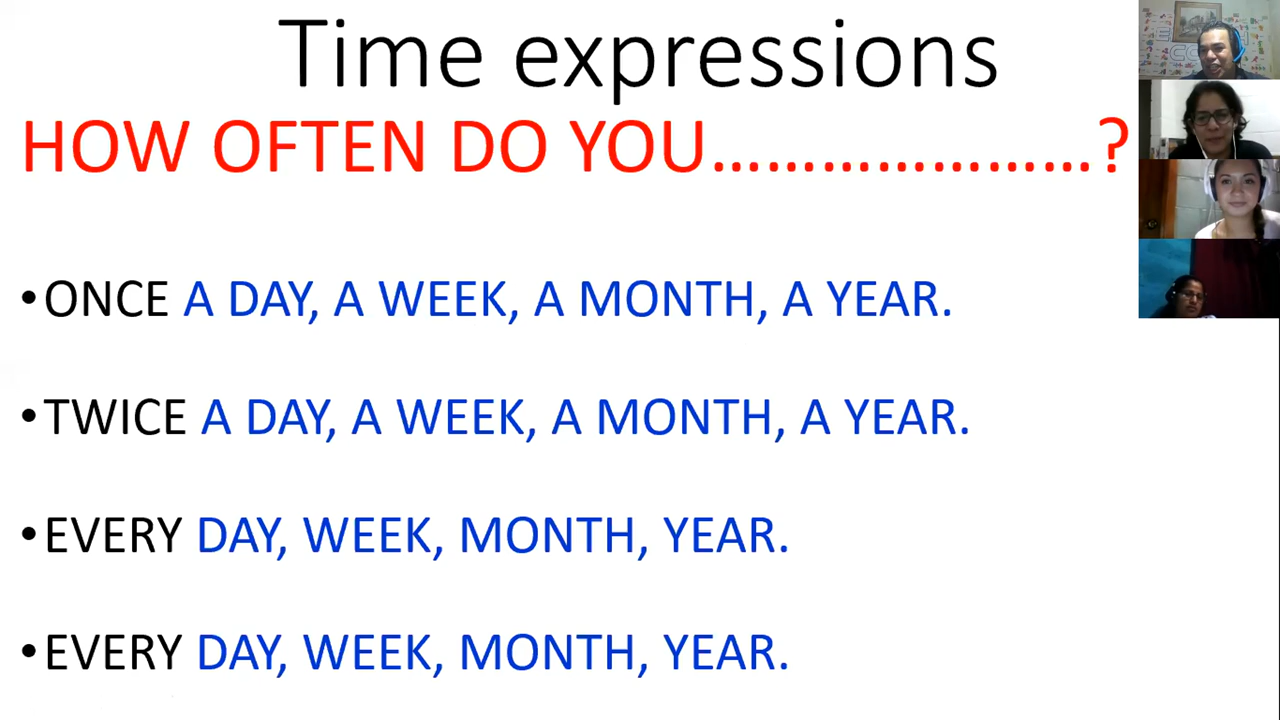 Time expressions
HOW OFTEN DO YOU.....................?
•ONCE A DAY, A WEEK, A MONTH, A YEAR.
•TWICE A DAY, A WEEK, A MONTH, A YEAR.
•EVERY DAY, WEEK, MONTH, YEAR.
•EVERY DAY, WEEK, MONTH, YEAR.